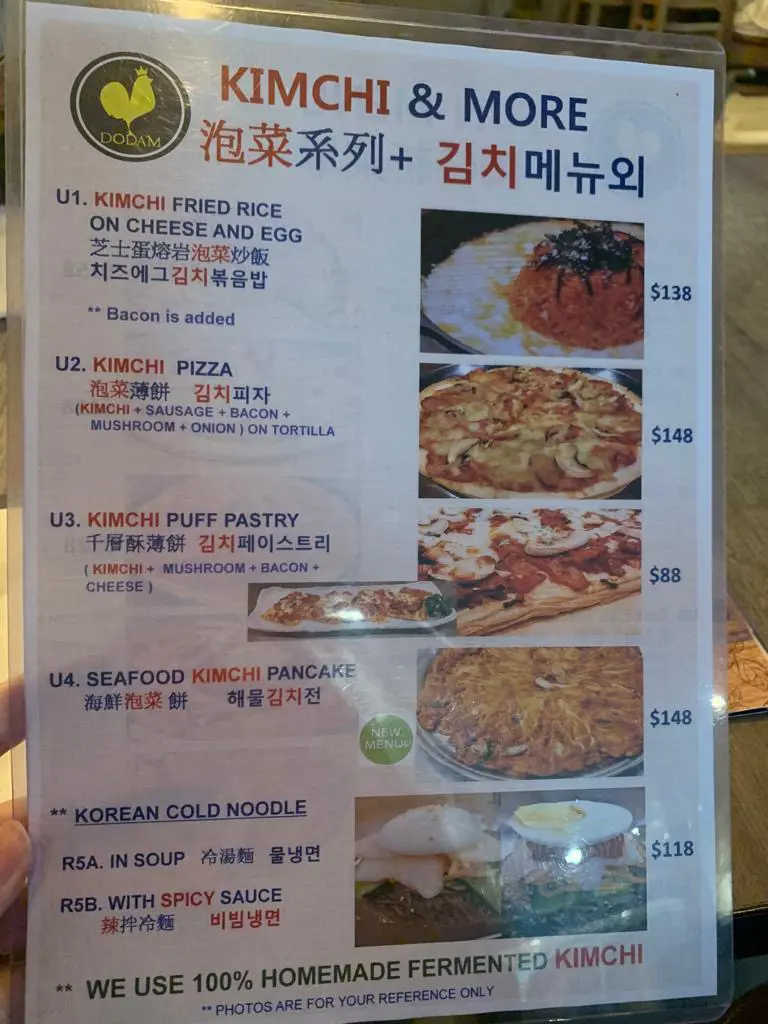 DODAM
KIMCHI & MORE
泡菜系列+ 김치메뉴외
U1. KIMCHI FRIED RICE
ON CHEESE AND EGG
芝士蛋熔岩泡菜炒飯
치즈에그김치볶음밥
** Bacon is added
$138
U2. KIMCHI PIZZA
泡菜薄餅 김치피자
(KIMCHI + SAUSAGE + BACON +
MUSHROOM + ONION ) ON TORTILLA
$148
U3. KIMCHI PUFF PASTRY
千層酥薄餅 김치페이스트리
( KIMCHI + MUSHROOM + BACON +
CHEESE )
$88
U4. SEAFOOD KIMCHI PANCAKE
海鮮泡菜 餅 해물김치전
NEW
MENU
$148
** KOREAN COLD NOODLE
R5A. IN SOUP 冷湯麵 물냉면
$118
R5B. WITH SPICY SAUCE
辣拌冷麵 비빔냉면
** WE USE 100% HOMEMADE FERMENTED KIMCHI
** PHOTOS ARE FOR YOUR REFERENCE ONLY